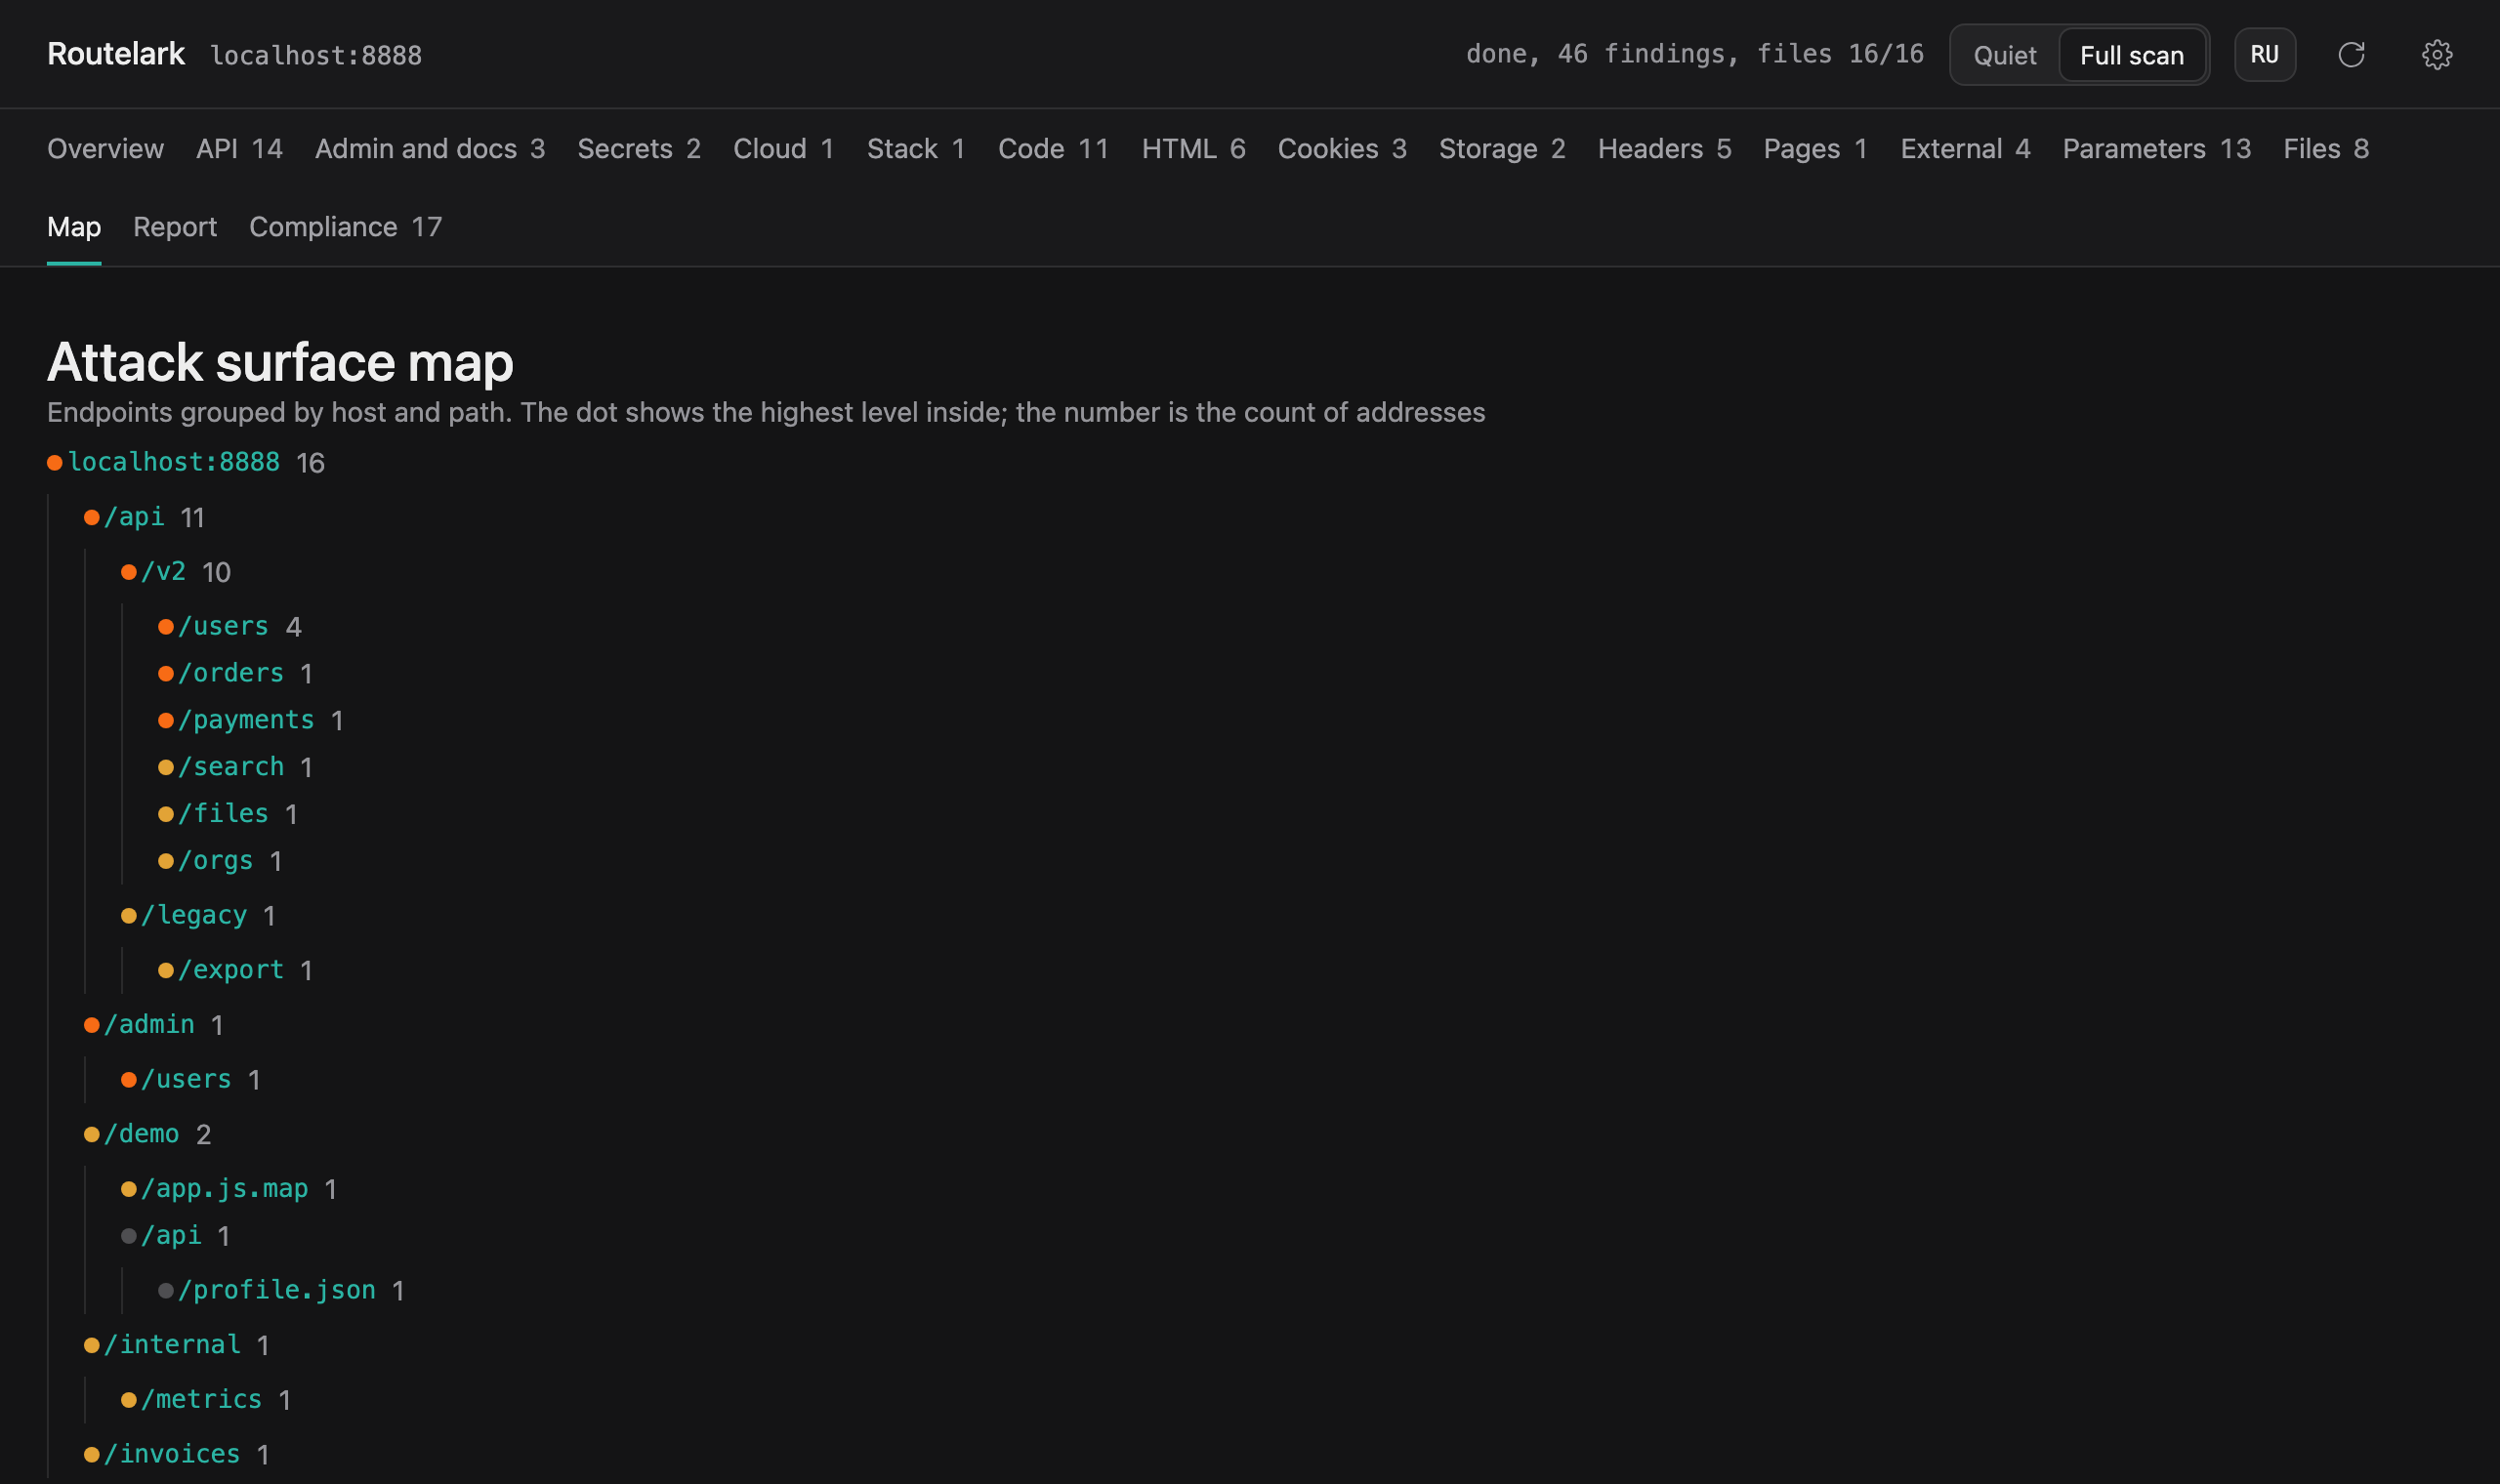 Routelark localhost:8888 done, 46 findings, files 16/16 Quiet Full scan RU
Overview API 14 Admin and docs 3 Secrets 2 Cloud 1 Stack 1 Code 11 HTML 6 Cookies 3 Storage 2 Headers 5 Pages 1 External 4 Parameters 13 Files 8
Map Report Compliance 17
Attack surface map
Endpoints grouped by host and path. The dot shows the highest level inside; the number is the count of addresses
localhost:8888 16
/api 11
/v2 10
/users 4
/orders 1
/payments 1
/search 1
/files 1
/orgs 1
/legacy 1
/export 1
/admin 1
/users 1
/demo 2
/app.js.map 1
/api 1
/profile.json 1
/internal 1
/metrics 1
/invoices 1